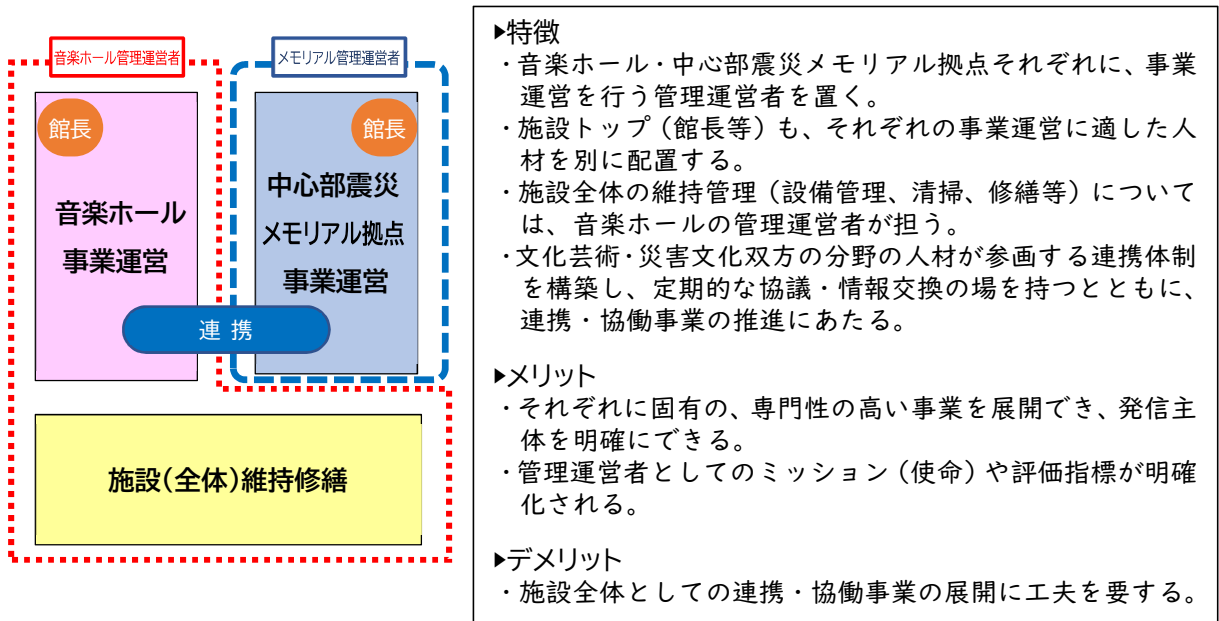 音楽ホール管理運営者
メモリアル管理運営者
館長
音楽ホール
事業運営
館長
中心部震災
メモリアル拠点
事業運営
連 携
施設(全体)維持修繕
▶特徴
・音楽ホール・中心部震災メモリアル拠点それぞれに、事業
運営を行う管理運営者を置く。
・施設トップ（館長等）も、それぞれの事業運営に適した人
材を別に配置する。
・施設全体の維持管理（設備管理、清掃、修繕等）について
は、音楽ホールの管理運営者が担う。
・文化芸術・災害文化双方の分野の人材が参画する連携体制
を構築し、定期的な協議・情報交換の場を持つとともに、
連携・協働事業の推進にあたる。
▶メリット
・それぞれに固有の、専門性の高い事業を展開でき、発信主
体を明確にできる。
・管理運営者としてのミッション（使命）や評価指標が明確
化される。
▶デメリット
・施設全体としての連携・協働事業の展開に工夫を要する。